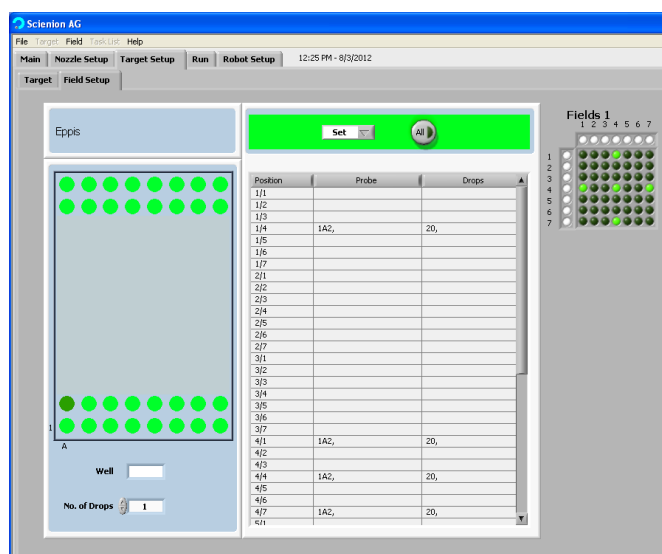 Scienion AG
File Target Field TaskList Help
Main Nozzle Setup Target Setup Run Robot Setup 12:25 PM - 8/3/2012
Target Field Setup
Eppis
Set All
Fields 1
1 2 3 4 5 6 7
1
2
3
4
5
6
7
Position Probe Drops
1/1
1/2
1/3
1/4 1A2, 20,
1/5
1/6
1/7
2/1
2/2
2/3
2/4
2/5
2/6
2/7
3/1
3/2
3/3
3/4
3/5
3/6
3/7
4/1 1A2, 20,
4/2
4/3
4/4 1A2, 20,
4/5
4/6
4/7 1A2, 20,
5/1
1
A
Well
No. of Drops 1